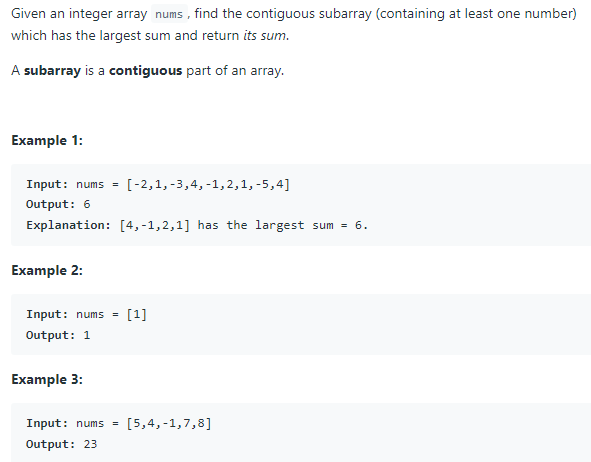 Given an integer array nums , find the contiguous subarray (containing at least one number)
which has the largest sum and return its sum.
A subarray is a contiguous part of an array.
Example 1:
Input: nums = [-2,1,-3,4,-1,2,1,-5,4]
Output: 6
Explanation: [4,-1,2,1] has the largest sum = 6.
Example 2:
Input: nums = [1]
Output: 1
Example 3:
Input: nums = [5,4,-1,7,8]
Output: 23